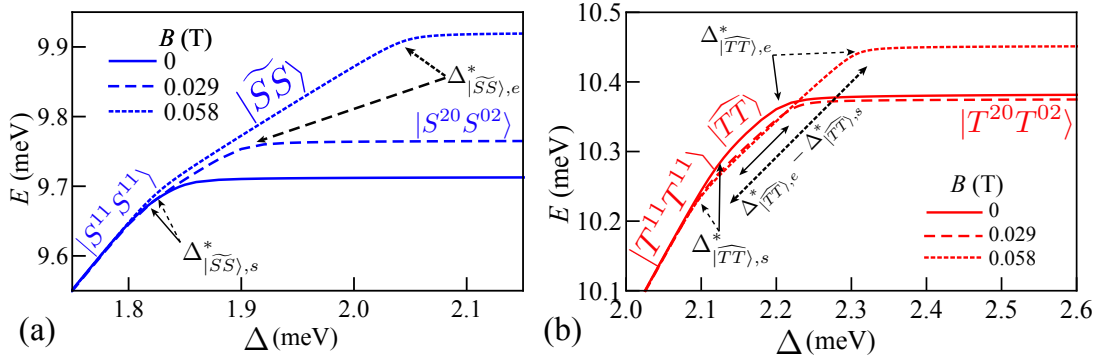 9.9
9.8
9.7
9.6
E (meV)
B (T)
0
0.029
0.058
|S̃S̃⟩
Δ*|S̃S̃⟩,e
|S²⁰S⁰²⟩
|S¹¹S¹¹⟩
Δ*|S̃S̃⟩,s
1.8
1.9
2.0
2.1
Δ (meV)
(a)
10.5
10.4
10.3
10.2
10.1
E (meV)
Δ*|T̂T̂⟩,e
|T̂T̂⟩
|T²⁰T⁰²⟩
|T¹¹T¹¹⟩
Δ*|T̂T̂⟩,e - Δ*|T̂T̂⟩,s
Δ*|T̂T̂⟩,s
B (T)
0
0.029
0.058
2.0
2.1
2.2
2.3
2.4
2.5
2.6
Δ (meV)
(b)